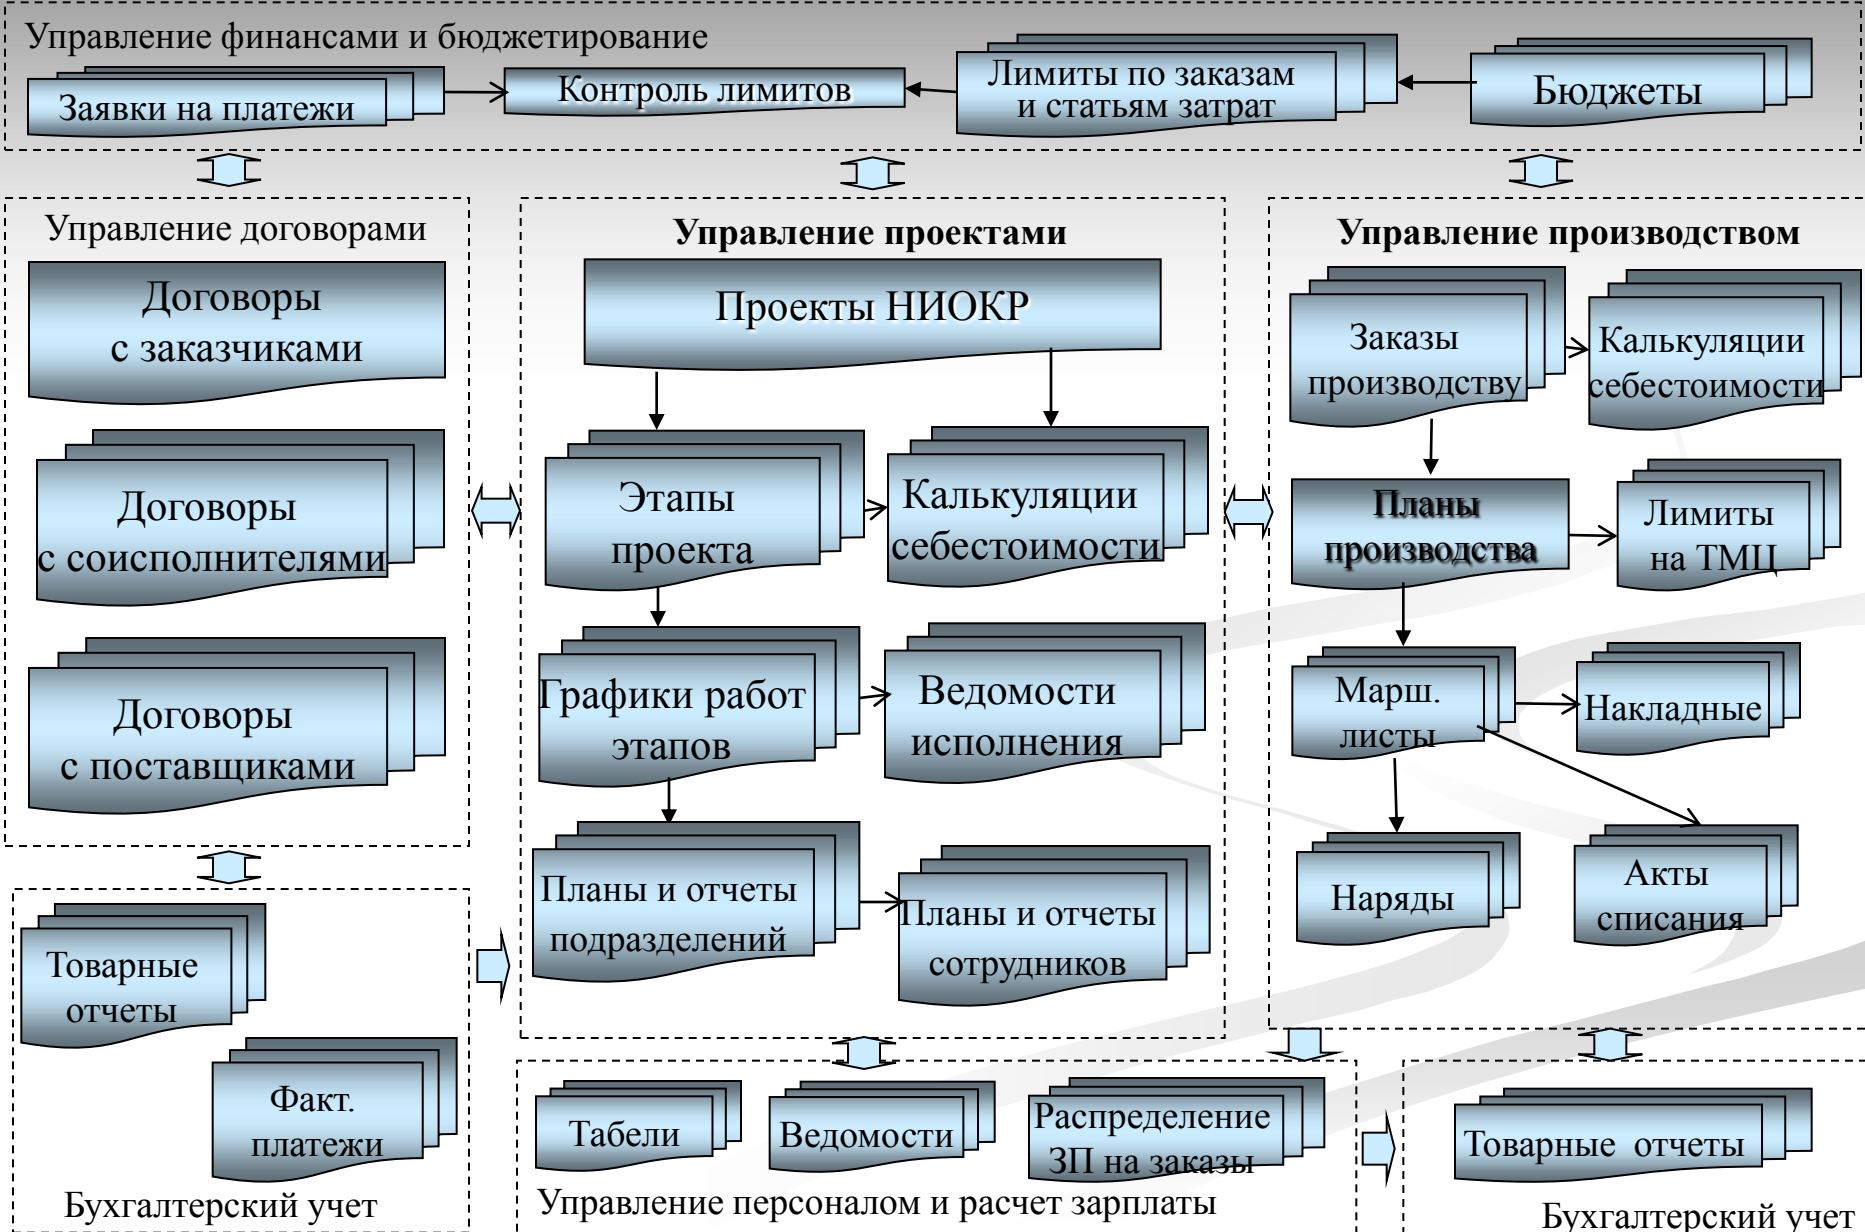 Управление финансами и бюджетирование
Заявки на платежи
Контроль лимитов
Лимиты по заказам
и статьям затрат
Бюджеты
Управление договорами
Договоры
с заказчиками
Договоры
с соисполнителями
Договоры
с поставщиками
Управление проектами
Проекты НИОКР
Этапы
проекта
Калькуляции
себестоимости
Графики работ
этапов
Ведомости
исполнения
Планы и отчеты
подразделений
Планы и отчеты
сотрудников
Управление производством
Заказы
производству
Калькуляции
себестоимости
Планы
производства
Лимиты
на ТМЦ
Марш.
листы
Накладные
Наряды
Акты
списания
Товарные
отчеты
Факт.
платежи
Бухгалтерский учет
Табели
Ведомости
Распределение
ЗП на заказы
Управление персоналом и расчет зарплаты
Товарные отчеты
Бухгалтерский учет